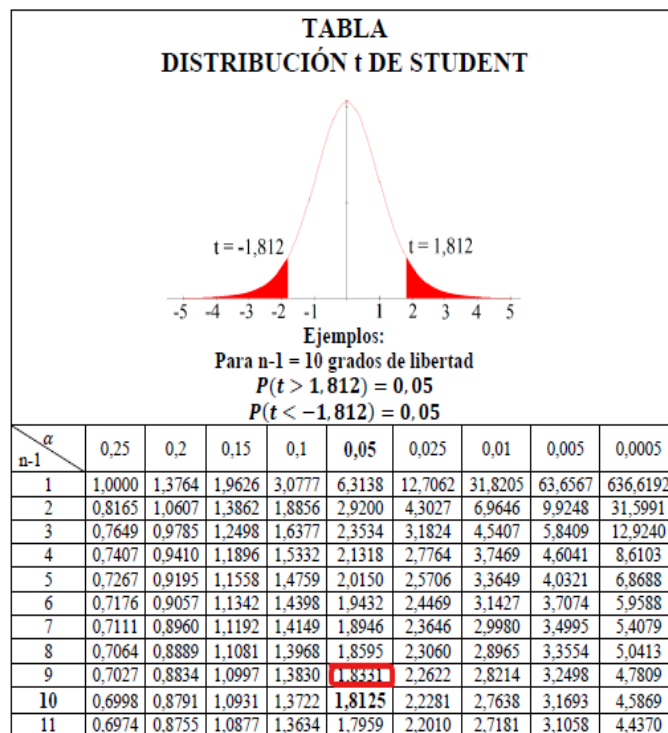 TABLA
DISTRIBUCIÓN t DE STUDENT
t = -1,812 t = 1,812
-5 -4 -3 -2 -1 1 2 3 4 5
Ejemplos:
Para n-1 = 10 grados de libertad
P(t > 1,812) = 0,05
P(t < −1,812) = 0,05
α
n-1 0,25 0,2 0,15 0,1 0,05 0,025 0,01 0,005 0,0005
1 1,0000 1,3764 1,9626 3,0777 6,3138 12,7062 31,8205 63,6567 636,6192
2 0,8165 1,0607 1,3862 1,8856 2,9200 4,3027 6,9646 9,9248 31,5991
3 0,7649 0,9785 1,2498 1,6377 2,3534 3,1824 4,5407 5,8409 12,9240
4 0,7407 0,9410 1,1896 1,5332 2,1318 2,7764 3,7469 4,6041 8,6103
5 0,7267 0,9195 1,1558 1,4759 2,0150 2,5706 3,3649 4,0321 6,8688
6 0,7176 0,9057 1,1342 1,4398 1,9432 2,4469 3,1427 3,7074 5,9588
7 0,7111 0,8960 1,1192 1,4149 1,8946 2,3646 2,9980 3,4995 5,4079
8 0,7064 0,8889 1,1081 1,3968 1,8595 2,3060 2,8965 3,3554 5,0413
9 0,7027 0,8834 1,0997 1,3830 1,8331 2,2622 2,8214 3,2498 4,7809
10 0,6998 0,8791 1,0931 1,3722 1,8125 2,2281 2,7638 3,1693 4,5869
11 0,6974 0,8755 1,0877 1,3634 1,7959 2,2010 2,7181 3,1058 4,4370